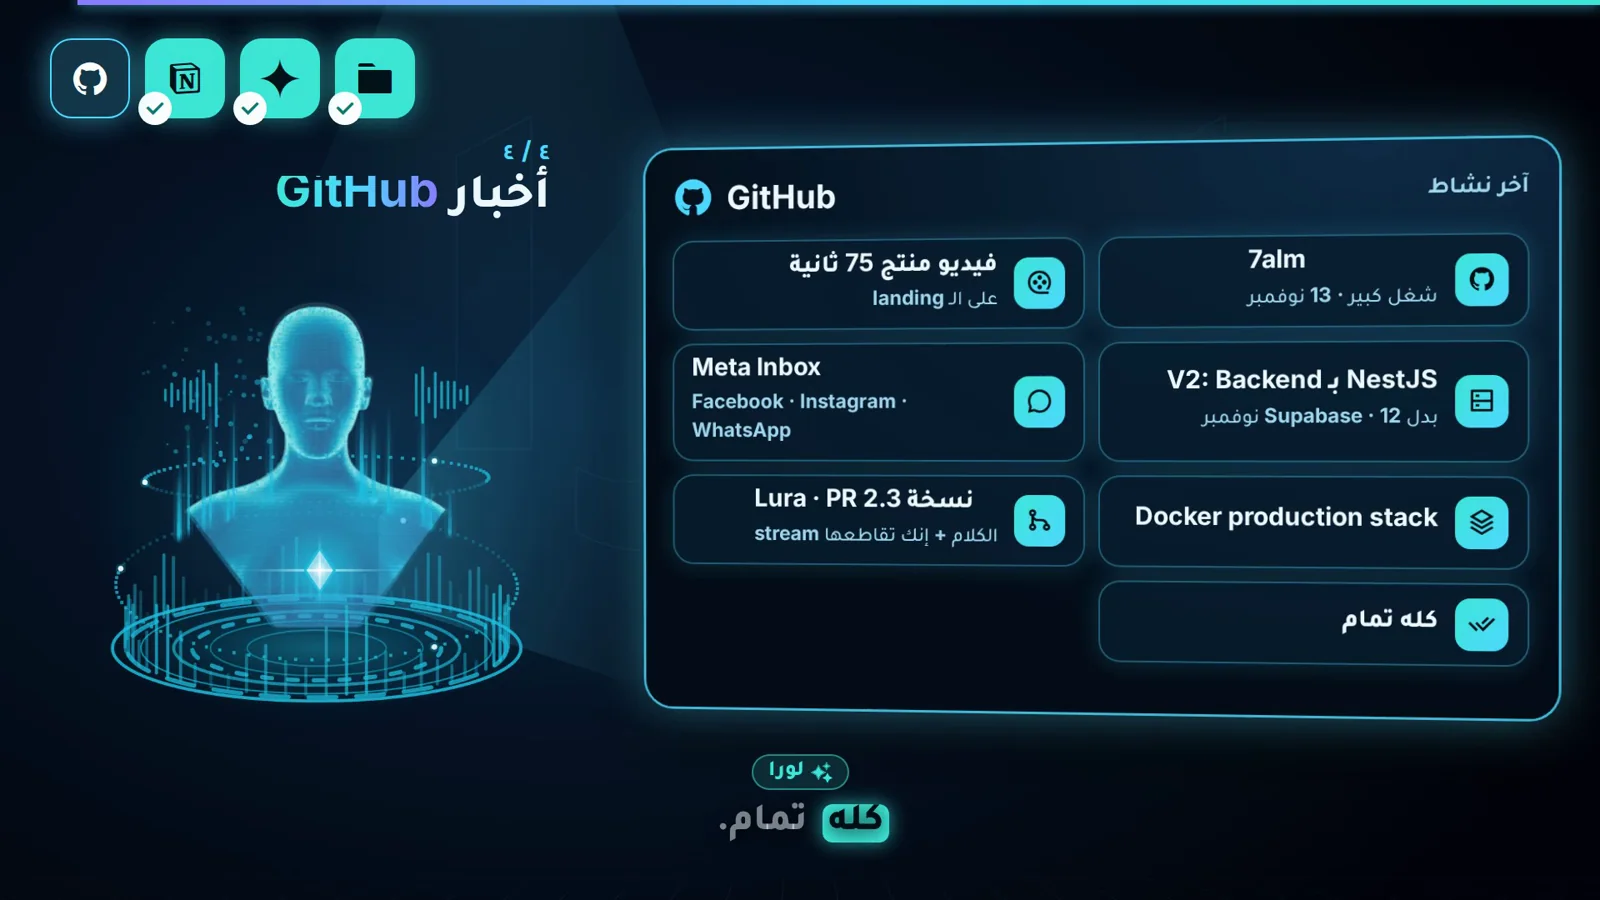 ٤ / ٤
أخبار GitHub
GitHub
آخر نشاط
7alm
شغل كبير · 13 نوفمبر
V2: Backend بـ NestJS
بدل Supabase · 12 نوفمبر
Docker production stack
كله تمام
فيديو منتج 75 ثانية
على الـ landing
Meta Inbox
Facebook · Instagram ·
WhatsApp
نسخة Lura · PR 2.3
الكلام + إنك تقاطعها stream
لورا
كله تمام.